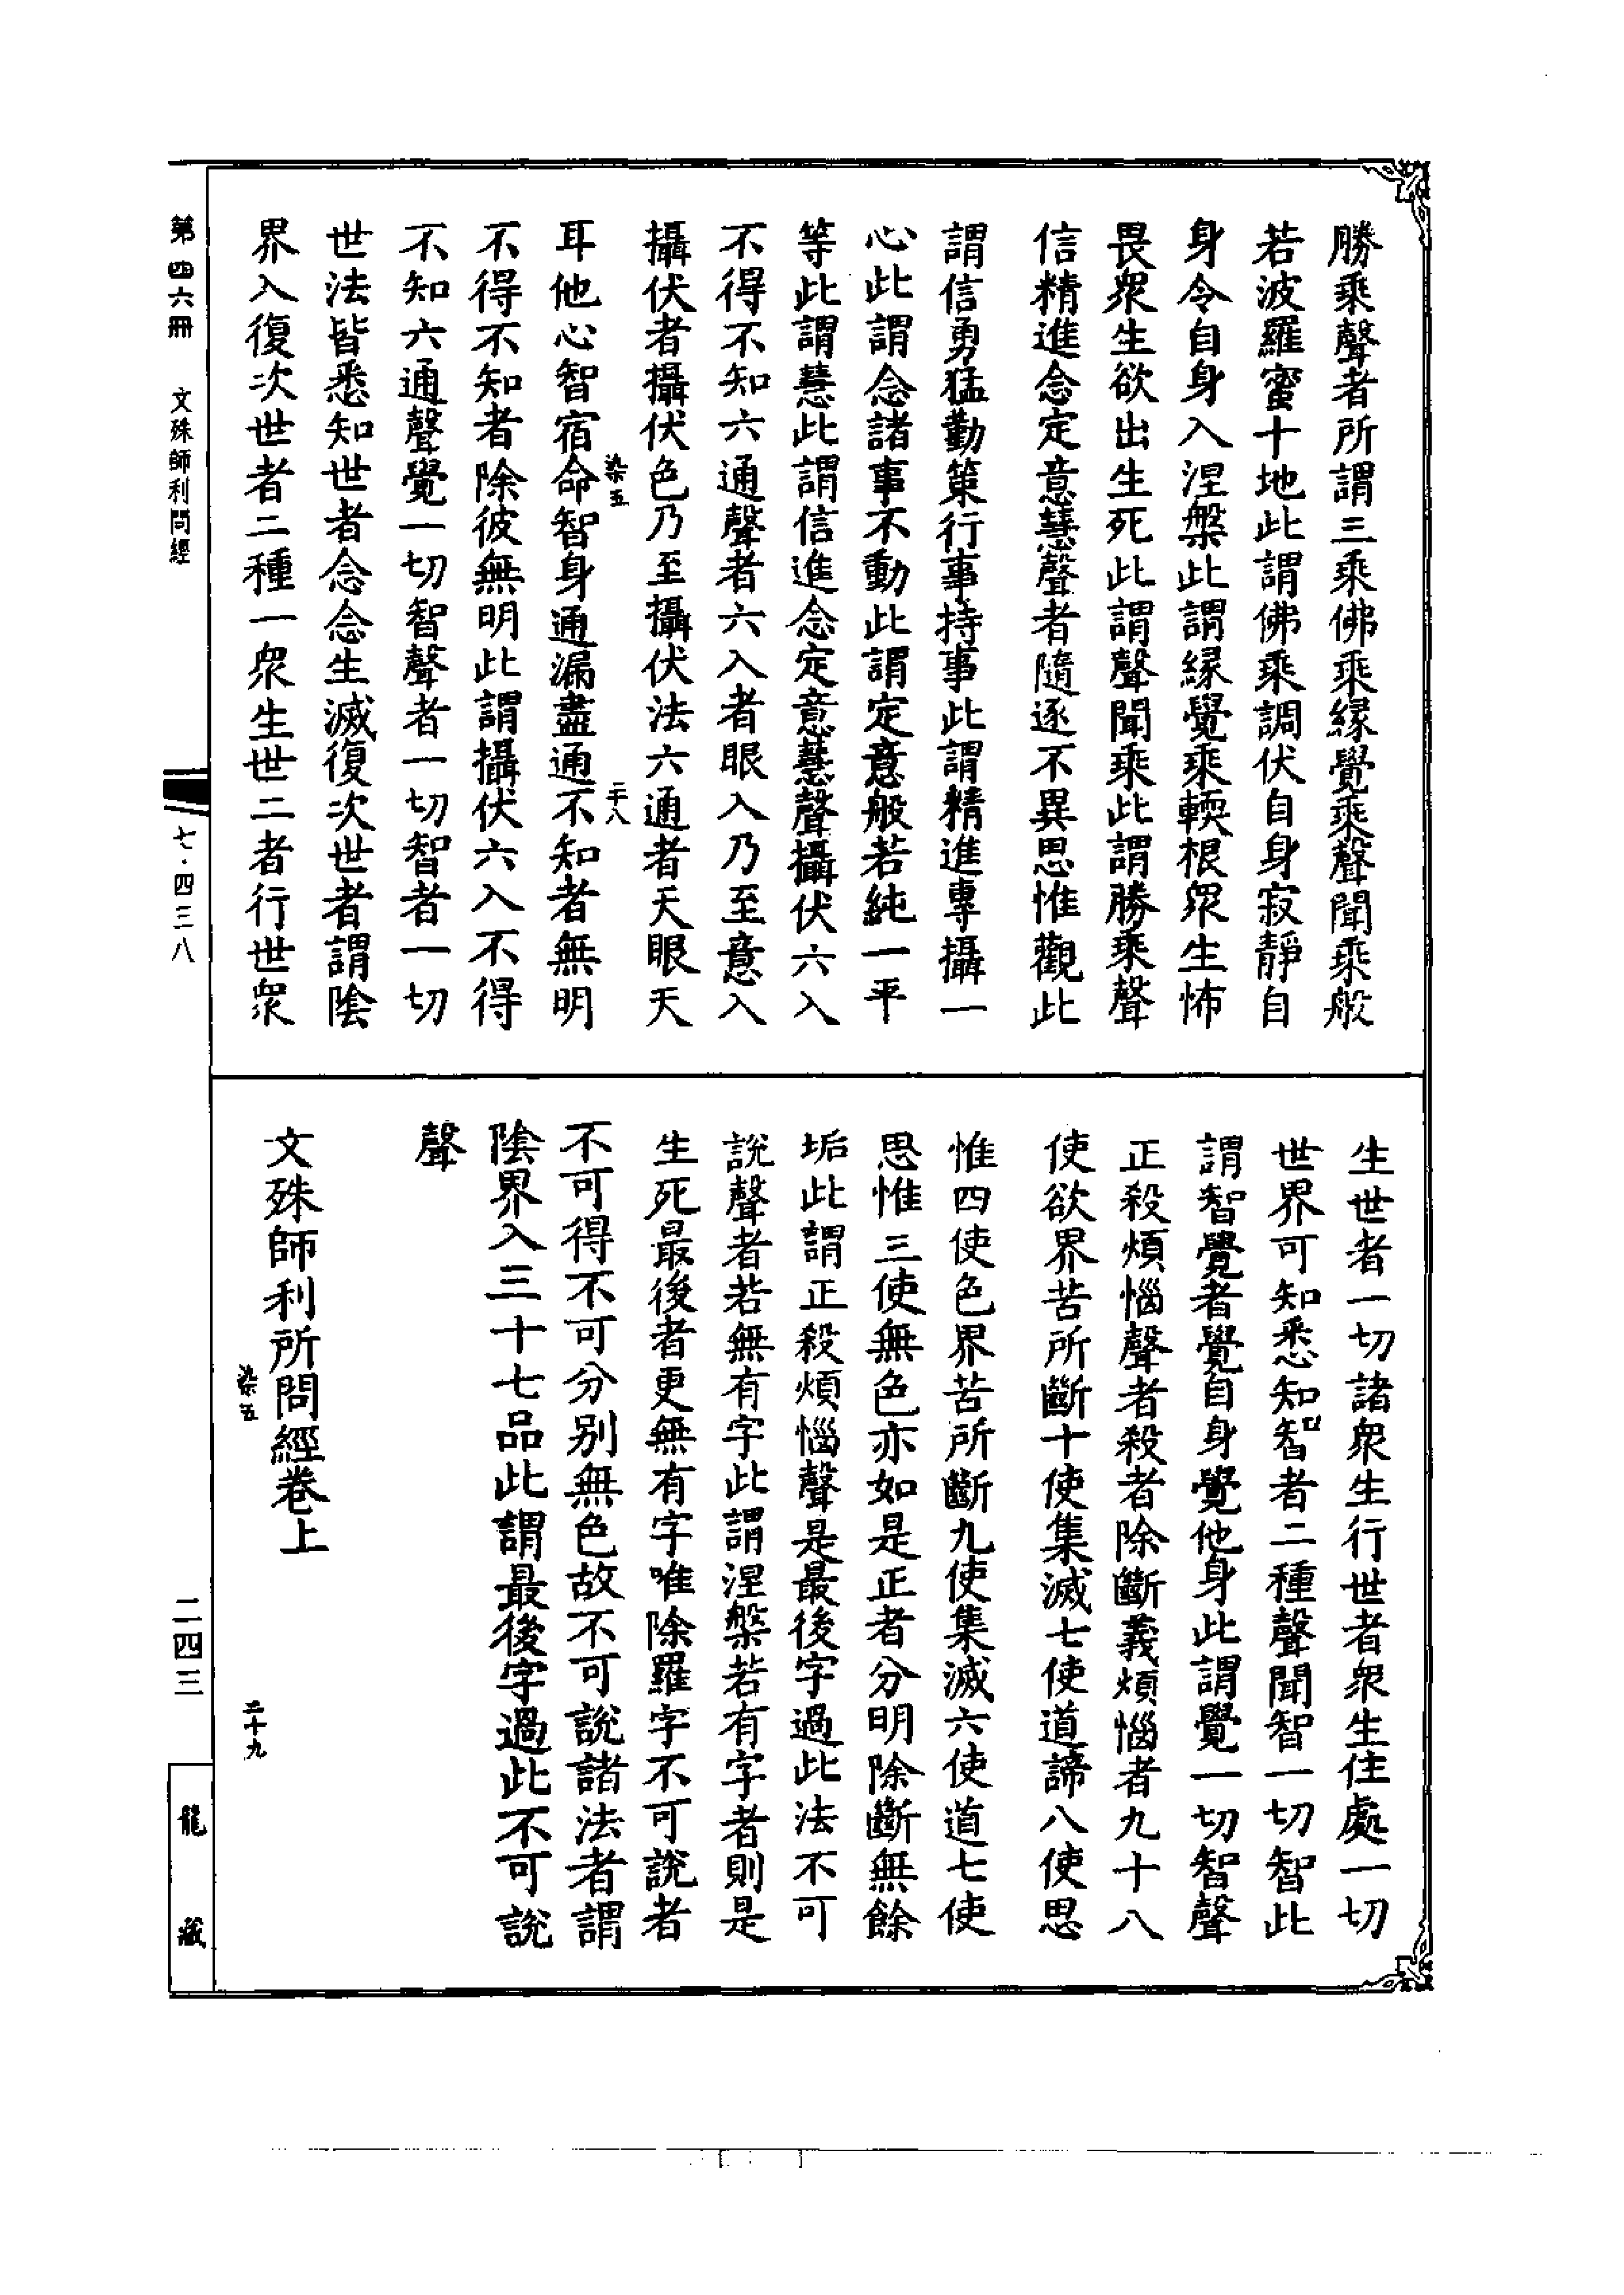 勝乘聲者所謂三乘佛乘緣覺乘聲聞乘般
若波羅蜜十地此謂佛乘調伏自身寂靜自
身令自身入涅槃此謂緣覺乘輭根衆生怖
畏衆生欲出生死此謂聲聞乘此謂勝乘聲
信精進念定意慧聲者隨逐不異思惟觀此
謂信勇猛勤策行事持事此謂精進專攝一
心此謂念諸事不動此謂定意般若純一平
等此謂慧此謂信進念定意慧聲攝伏六入
不得不知六通聲者六入者眼入乃至意入
攝伏者攝伏色乃至攝伏法六通者天眼天
染五 二十八
耳他心智宿命智身通漏盡通不知者無明
不得不知者除彼無明此謂攝伏六入不得
不知六通聲覺一切智聲者一切智者一切
世法皆悉知世者念念生滅復次世者謂陰
界入復次世者二種一衆生世二者行世衆
生世者一切諸衆生行世者衆生住處一切
世界可知悉知智者二種聲聞智一切智此
謂智覺者覺自身覺他身此謂覺一切智聲
正殺煩惱聲者殺者除斷義煩惱者九十八
使欲界苦所斷十使集滅七使道諦八使思
惟四使色界苦所斷九使集滅六使道七使
思惟三使無色亦如是正者分明除斷無餘
垢此謂正殺煩惱聲是最後字過此法不可
說聲者若無有字此謂涅槃若有字者則是
生死最後者更無有字唯除羅字不可說者
不可得不可分別無色故不可說諸法者謂
陰界入三十七品此謂最後字過此不可說
聲
文殊師利所問經卷上
染五 二十九
第四六冊 文殊師利問經
七·四三八
二四三
龍藏